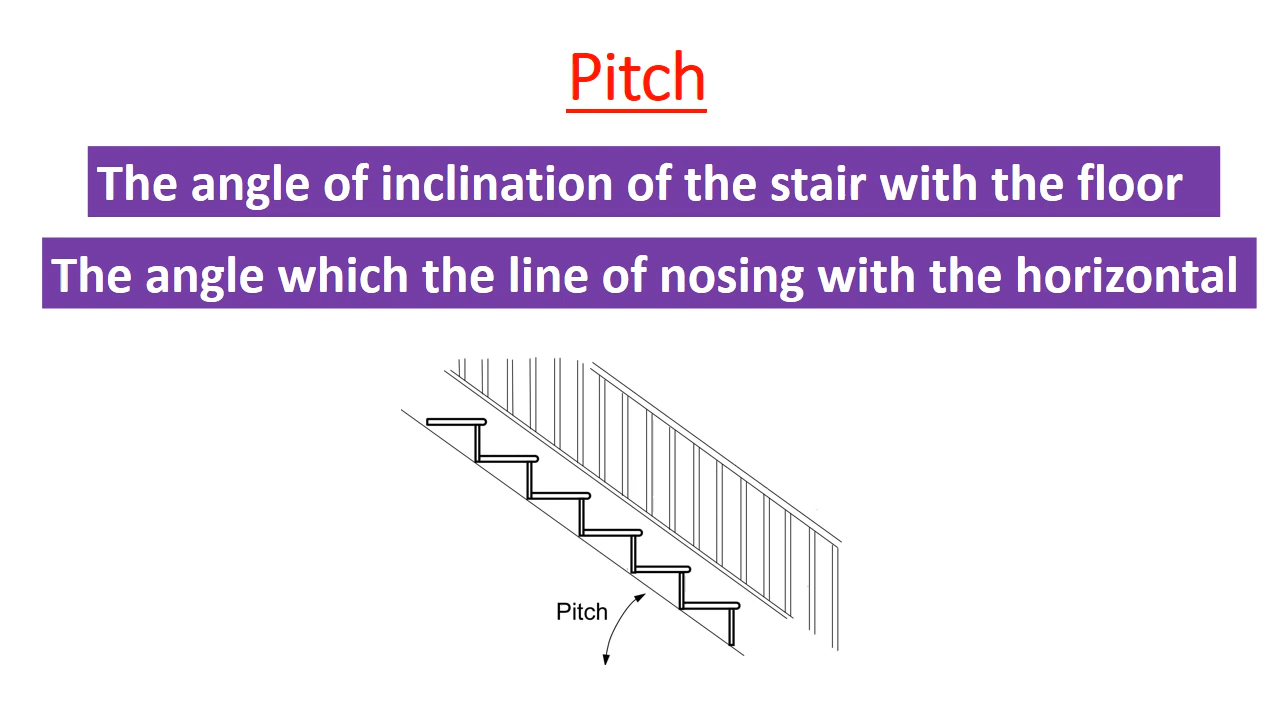 Pitch
The angle of inclination of the stair with the floor
The angle which the line of nosing with the horizontal
Pitch